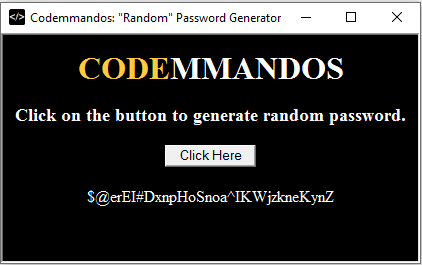 Codemmandos: "Random" Password Generator
CODEMMANDOS
Click on the button to generate random password.
Click Here
$@erEI#DxnpHoSnoa^IKWjzkneKynZ